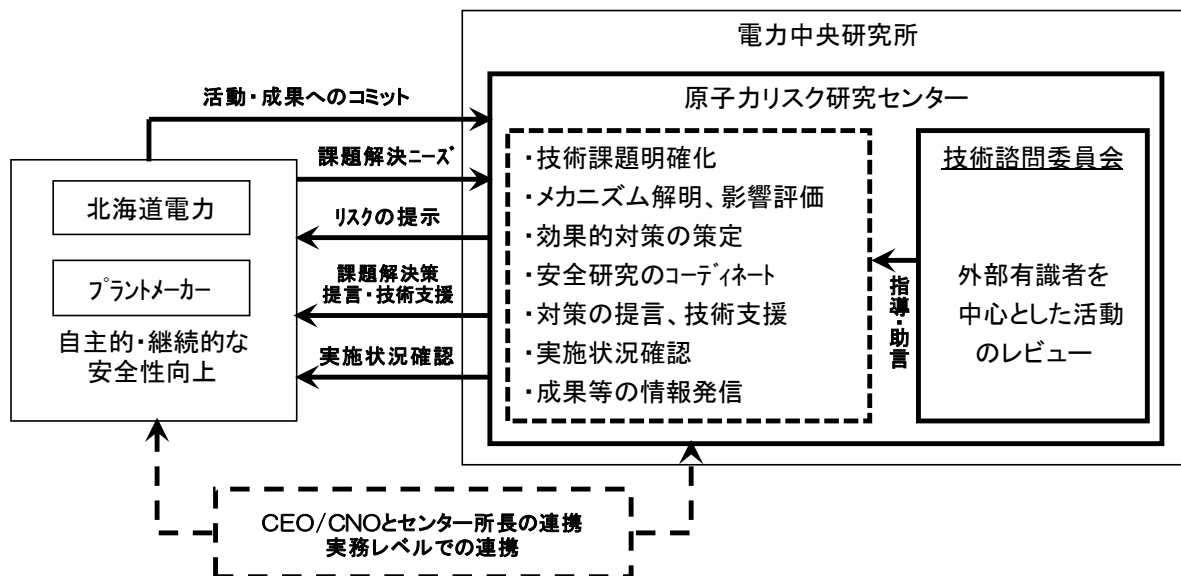 電力中央研究所
原子力リスク研究センター
活動・成果へのコミット
課題解決ニーズ
リスクの提示
課題解決策
提言・技術支援
実施状況確認
北海道電力
プラントメーカー
自主的・継続的な
安全性向上
・技術課題明確化
・メカニズム解明、影響評価
・効果的対策の策定
・安全研究のコーディネート
・対策の提言、技術支援
・実施状況確認
・成果等の情報発信
指導・助言
技術諮問委員会
外部有識者を
中心とした活動
のレビュー
CEO/CNOとセンター所長の連携
実務レベルでの連携